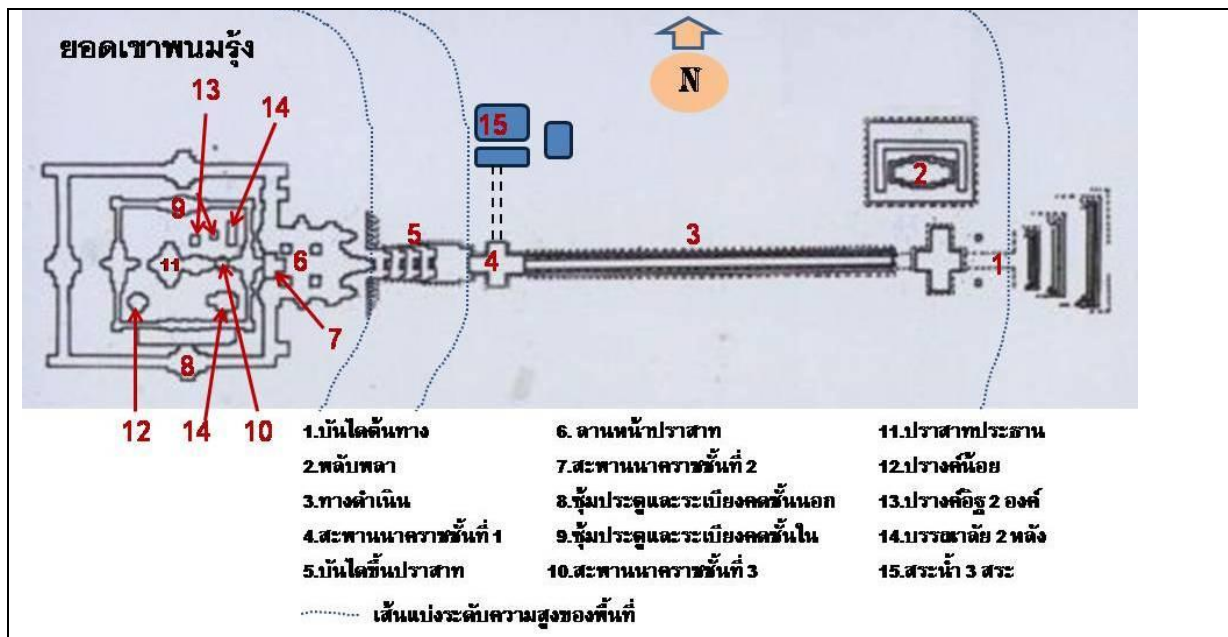 ยอดเขาพนมรุ้ง
N
13
14
15
2
9
5
3
6
11
4
1
7
8
12
14
10
1.บันไดต้นทาง
2.พลับพลา
3.ทางดำเนิน
4.สะพานนาคราชชั้นที่ 1
5.บันไดขึ้นปราสาท
6. ลานหน้าปราสาท
7.สะพานนาคราชชั้นที่ 2
8.ซุ้มประตูและระเบียงคดชั้นนอก
9.ซุ้มประตูและระเบียงคดชั้นใน
10.สะพานนาคราชชั้นที่ 3
11.ปราสาทประธาน
12.ปรางค์น้อย
13.ปรางค์อิฐ 2 องค์
14.บรรณาลัย 2 หลัง
15.สระน้ำ 3 สระ
เส้นแบ่งระดับความสูงของพื้นที่